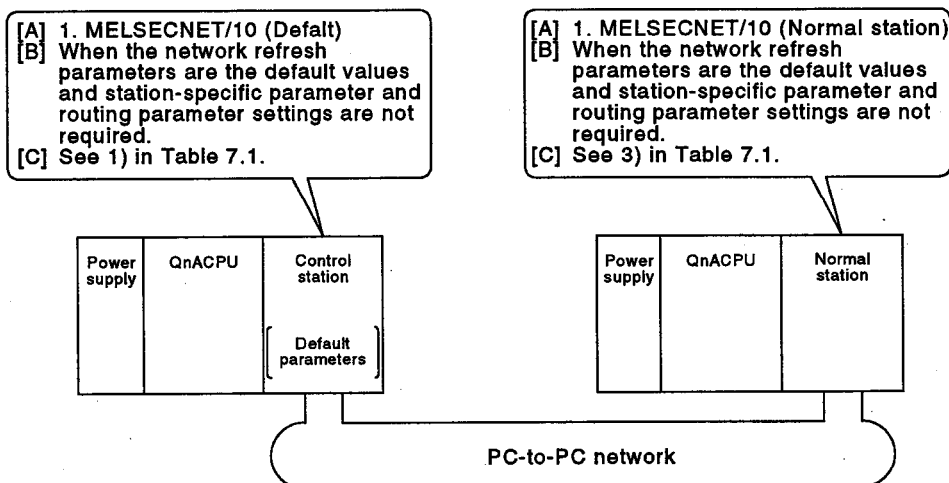 [A] 1. MELSECNET/10 (Defalt)
[B] When the network refresh
parameters are the default values
and station-specific parameter and
routing parameter settings are not
required.
[C] See 1) in Table 7.1.
[A] 1. MELSECNET/10 (Normal station)
[B] When the network refresh
parameters are the default values
and station-specific parameter and
routing parameter settings are not
required.
[C] See 3) in Table 7.1.
Power
supply
QnACPU
Control
station
Default
parameters
Power
supply
QnACPU
Normal
station
PC-to-PC network